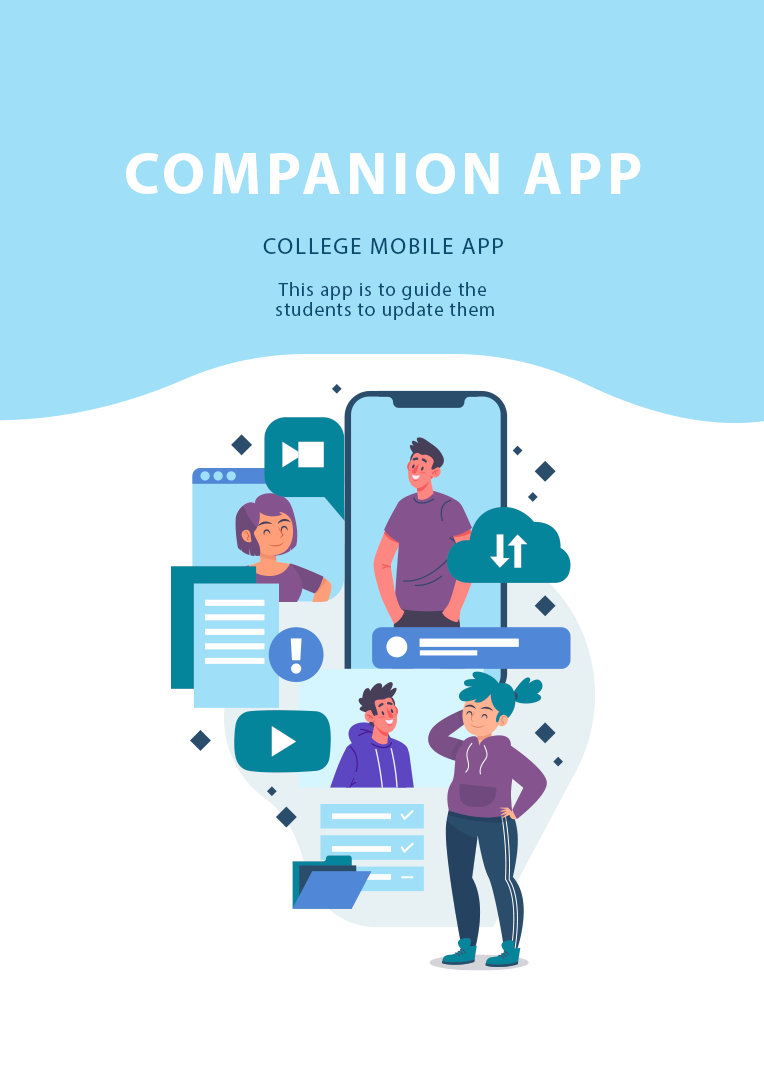 COMPANION APP
COLLEGE MOBILE APP
This app is to guide the
students to update them